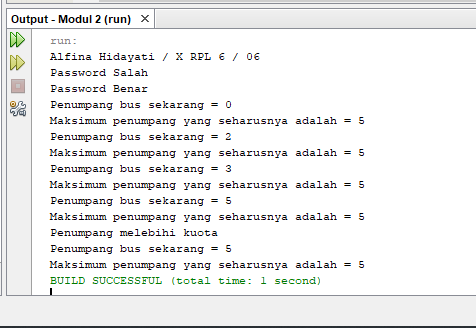 Output - Modul 2 (run) ×
run:
Alfina Hidayati / X RPL 6 / 06
Password Salah
Password Benar
Penumpang bus sekarang = 0
Maksimum penumpang yang seharusnya adalah = 5
Penumpang bus sekarang = 2
Maksimum penumpang yang seharusnya adalah = 5
Penumpang bus sekarang = 3
Maksimum penumpang yang seharusnya adalah = 5
Penumpang bus sekarang = 5
Maksimum penumpang yang seharusnya adalah = 5
Penumpang melebihi kuota
Penumpang bus sekarang = 5
Maksimum penumpang yang seharusnya adalah = 5
BUILD SUCCESSFUL (total time: 1 second)